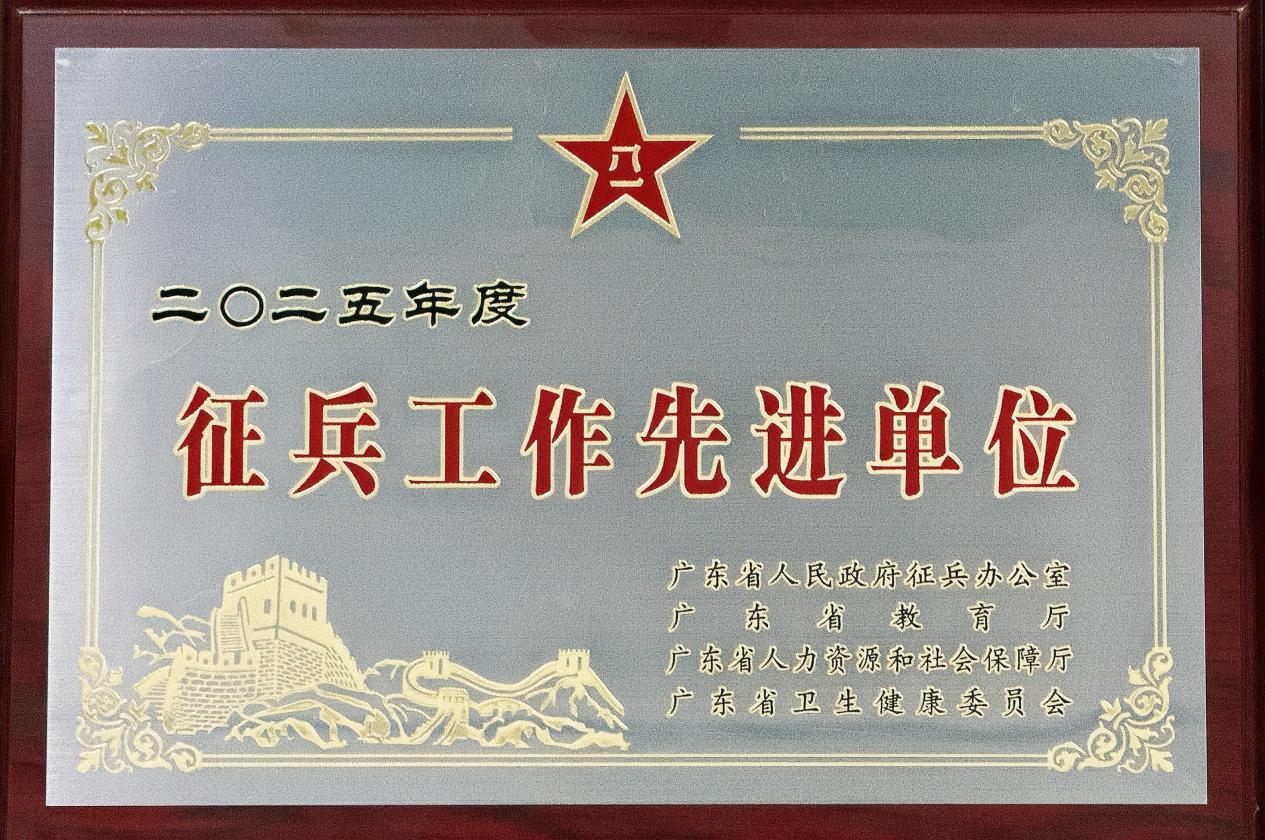 八一
二〇二五年度
征兵工作先进单位
广东省人民政府征兵办公室
广东省教育厅
广东省人力资源和社会保障厅
广东省卫生健康委员会